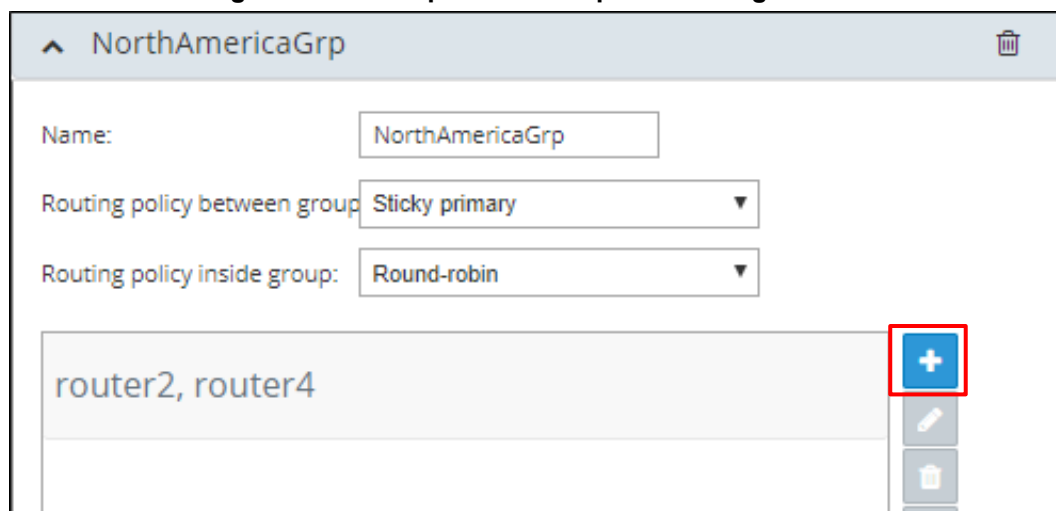 NorthAmericaGrp
Name: NorthAmericaGrp
Routing policy between group Sticky primary
Routing policy inside group: Round-robin
router2, router4